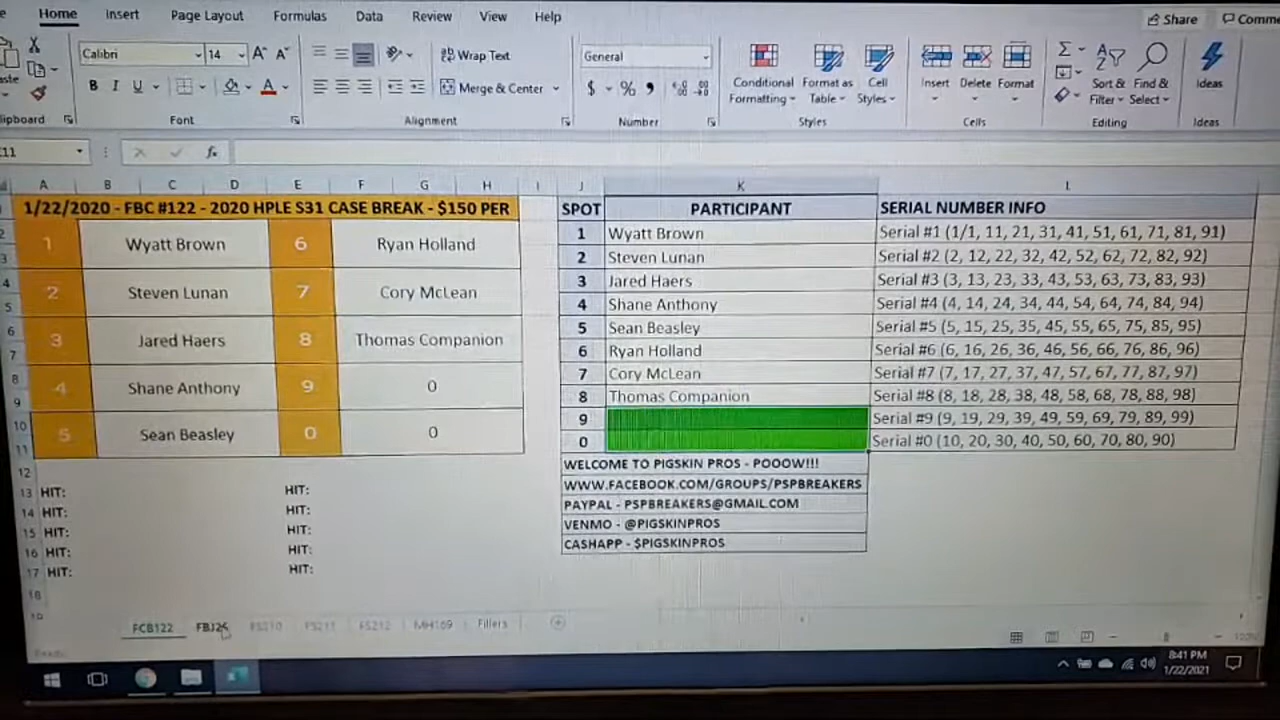 Home Insert Page Layout Formulas Data Review View Help Share
Calibri 14 Wrap Text General
B I U Merge & Center $ % Conditional Formatting Format as Table Cell Styles Insert Delete Format Sort & Filter Find & Select Ideas
Font Alignment Number Styles Cells Editing Ideas
fx
A B C D E F G H I J K L
1/22/2020 - FBC #122 - 2020 HPLE S31 CASE BREAK - $150 PER
1 Wyatt Brown 6 Ryan Holland
2 Steven Lunan 7 Cory McLean
3 Jared Haers 8 Thomas Companion
4 Shane Anthony 9 0
5 Sean Beasley 0 0
HIT: HIT:
HIT: HIT:
HIT: HIT:
HIT: HIT:
HIT: HIT:
SPOT PARTICIPANT SERIAL NUMBER INFO
1 Wyatt Brown Serial #1 (1/1, 11, 21, 31, 41, 51, 61, 71, 81, 91)
2 Steven Lunan Serial #2 (2, 12, 22, 32, 42, 52, 62, 72, 82, 92)
3 Jared Haers Serial #3 (3, 13, 23, 33, 43, 53, 63, 73, 83, 93)
4 Shane Anthony Serial #4 (4, 14, 24, 34, 44, 54, 64, 74, 84, 94)
5 Sean Beasley Serial #5 (5, 15, 25, 35, 45, 55, 65, 75, 85, 95)
6 Ryan Holland Serial #6 (6, 16, 26, 36, 46, 56, 66, 76, 86, 96)
7 Cory McLean Serial #7 (7, 17, 27, 37, 47, 57, 67, 77, 87, 97)
8 Thomas Companion Serial #8 (8, 18, 28, 38, 48, 58, 68, 78, 88, 98)
9 Serial #9 (9, 19, 29, 39, 49, 59, 69, 79, 89, 99)
0 Serial #0 (10, 20, 30, 40, 50, 60, 70, 80, 90)
WELCOME TO PIGSKIN PROS - POOOW!!!
WWW.FACEBOOK.COM/GROUPS/PSPBREAKERS
PAYPAL - PSPBREAKERS@GMAIL.COM
VENMO - @PIGSKINPROS
CASHAPP - $PIGSKINPROS
FCB122 FBJ26 FS210 FS211 FS212 MH169 Fillers
8:41 PM
1/22/2021